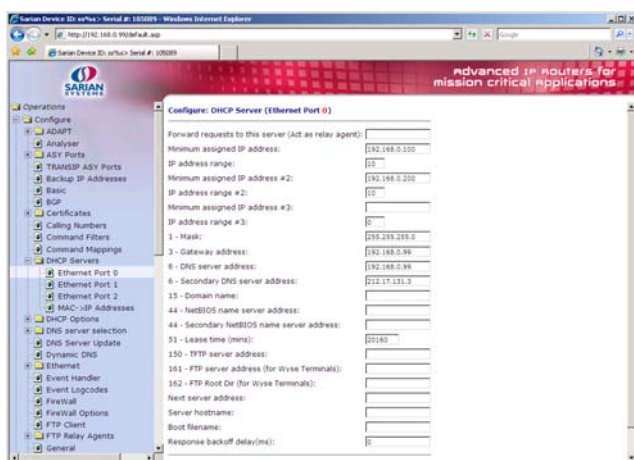 Sarian Device ID: ss%s> Serial #: 105089 - Windows Internet Explorer
http://192.168.0.99/default.asp
Google
Sarian Device ID: ss%s> Serial #: 105089
SARIAN
SYSTEMS
Advanced IP Routers for
mission critical Applications
Operations
Configure
ADAPT
Analyser
ASY Ports
TRANSIP ASY Ports
Backup IP Addresses
Basic
BGP
Certificates
Calling Numbers
Command Filters
Command Mappings
DHCP Servers
Ethernet Port 0
Ethernet Port 1
Ethernet Port 2
MAC->IP Addresses
DHCP Options
DNS server selection
DNS Server Update
Dynamic DNS
Ethernet
Event Handler
Event Logcodes
FireWall
FireWall Options
FTP Client
FTP Relay Agents
General
Configure: DHCP Server (Ethernet Port 0)
Forward requests to this server (Act as relay agent):
Minimum assigned IP address: 192.168.0.100
IP address range: 10
Minimum assigned IP address #2: 192.168.0.200
IP address range #2: 10
Minimum assigned IP address #3:
IP address range #3: 0
1 - Mask: 255.255.255.0
3 - Gateway address: 192.168.0.99
6 - DNS server address: 192.168.0.99
6 - Secondary DNS server address: 212.17.131.3
15 - Domain name:
44 - NetBIOS name server address:
44 - Secondary NetBIOS name server address:
51 - Lease time (mins): 20160
150 - TFTP server address:
161 - FTP server address (for Wyse Terminals):
162 - FTP Root Dir (for Wyse Terminals):
Next server address:
Server hostname:
Boot filename:
Response backoff delay(ms): 0